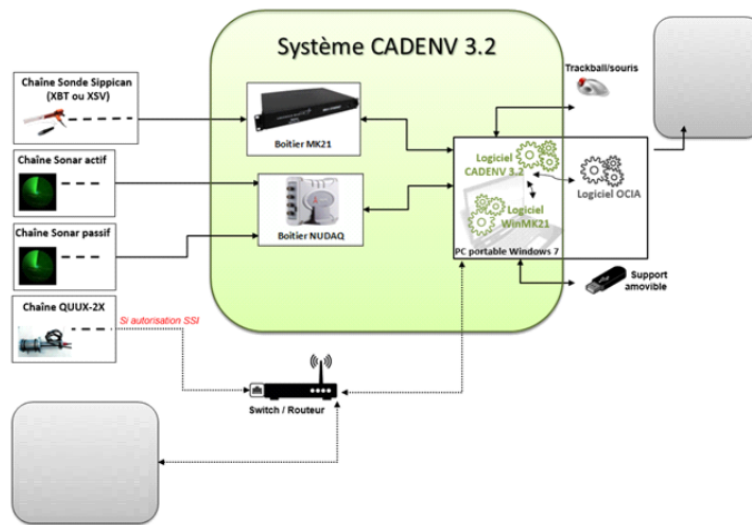 Système CADENV 3.2
Trackball/souris
Chaîne Sonde Sippican
(XBT ou XSV)
Boitier MK21
Chaîne Sonar actif
Logiciel
CADENV 3.2
Logiciel OCIA
Logiciel
WinMK21
Boitier NUDAQ
PC portable Windows 7
Chaîne Sonar passif
Support
amovible
Chaîne QUUX-2X
Si autorisation SSI
Switch / Routeur